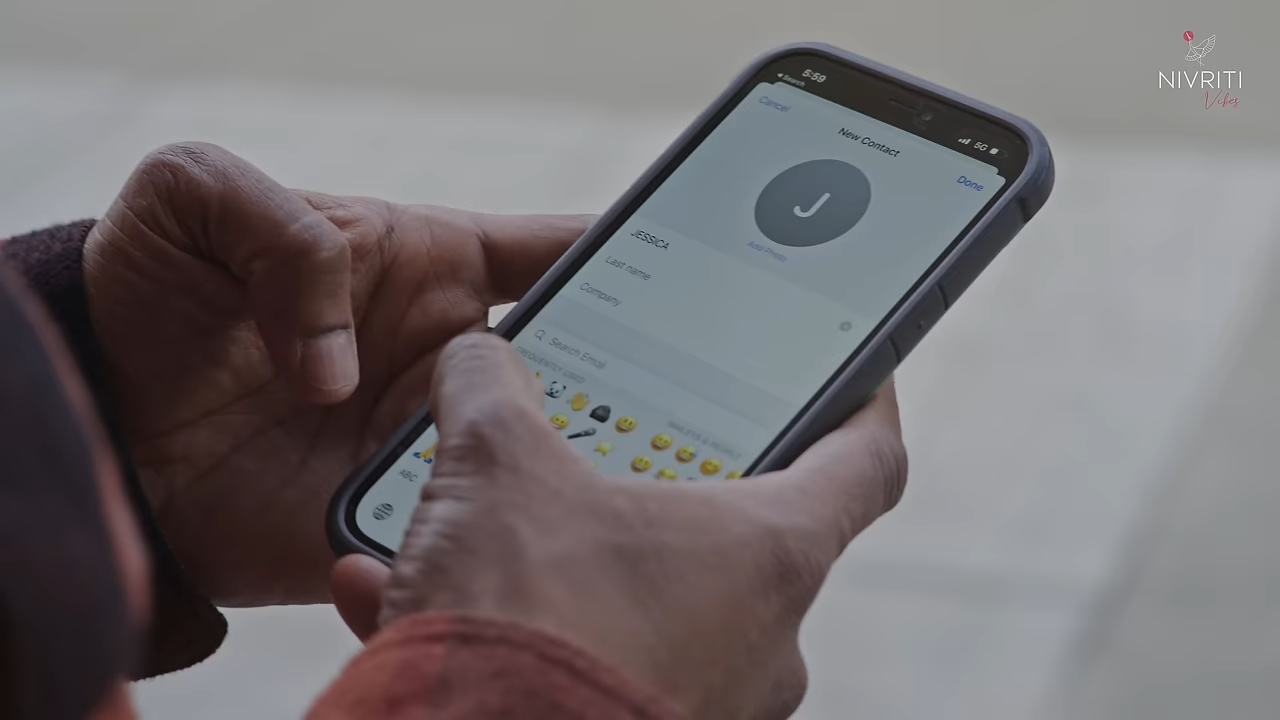 NIVRITI
Vibes
5:59
Search
5G
Cancel
New Contact
Done
J
Add Photo
JESSICA
Last name
Company
Search Emoji
FREQUENTLY USED
SMILEYS & PEOPLE
ABC